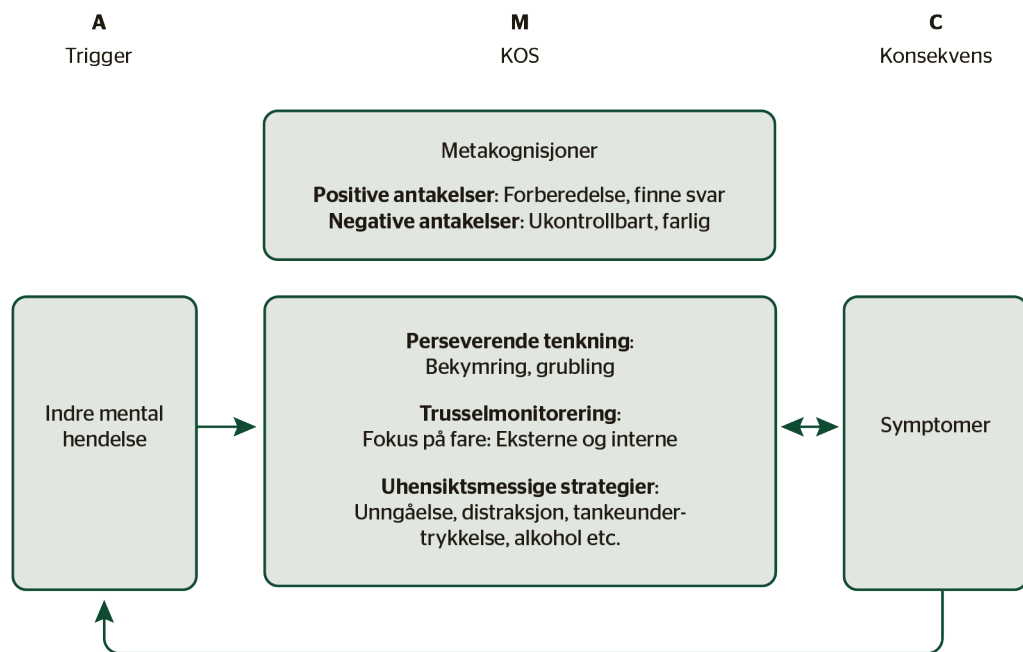 A
Trigger
M
KOS
C
Konsekvens
Metakognisjoner
Positive antakelser: Forberedelse, finne svar
Negative antakelser: Ukontrollbart, farlig
Indre mental
hendelse
Perseverende tenkning:
Bekymring, grubling
Trusselmonitorering:
Fokus på fare: Eksterne og interne
Uhensiktsmessige strategier:
Unngåelse, distraksjon, tankeunder-
trykkelse, alkohol etc.
Symptomer